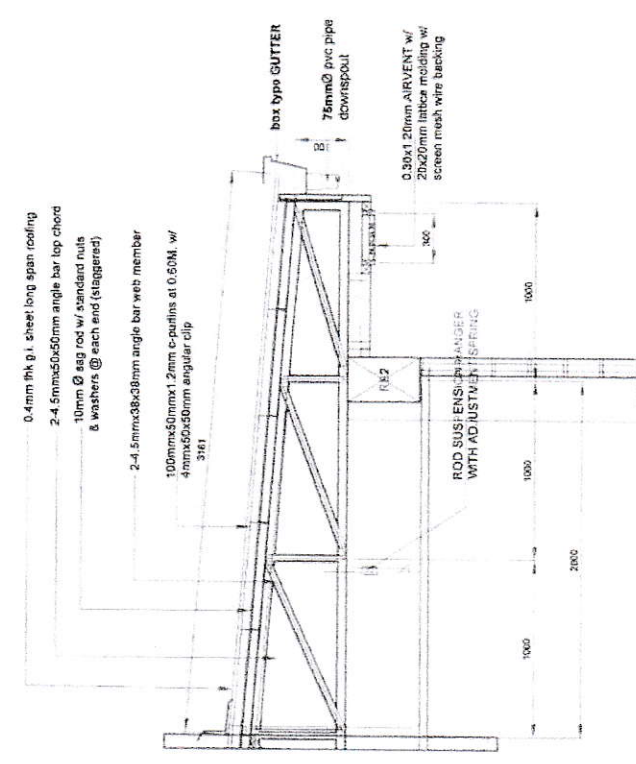 0.4mm thk g.i. sheet long span roofing
2-4.5mmx50x50mm angle bar top chord
10mm Ø sag rod w/ standard nuts
& washers @ each end (staggered)
2-4.5mmx38x38mm angle bar web member
100mmx50mmx1.2mm c-purlins at 0.60M. w/
4mmx50x50mm angular clip
3161
box type GUTTER
75mmØ pvc pipe
downspout
0.30x1.20mm AIRVENT w/
20x20mm lattice molding w/
screen mesh wire backing
300
RB2
ROD SUSPENSION HANGER
WITH ADJUSTMENT SPRING
1000
1000
1000
2000